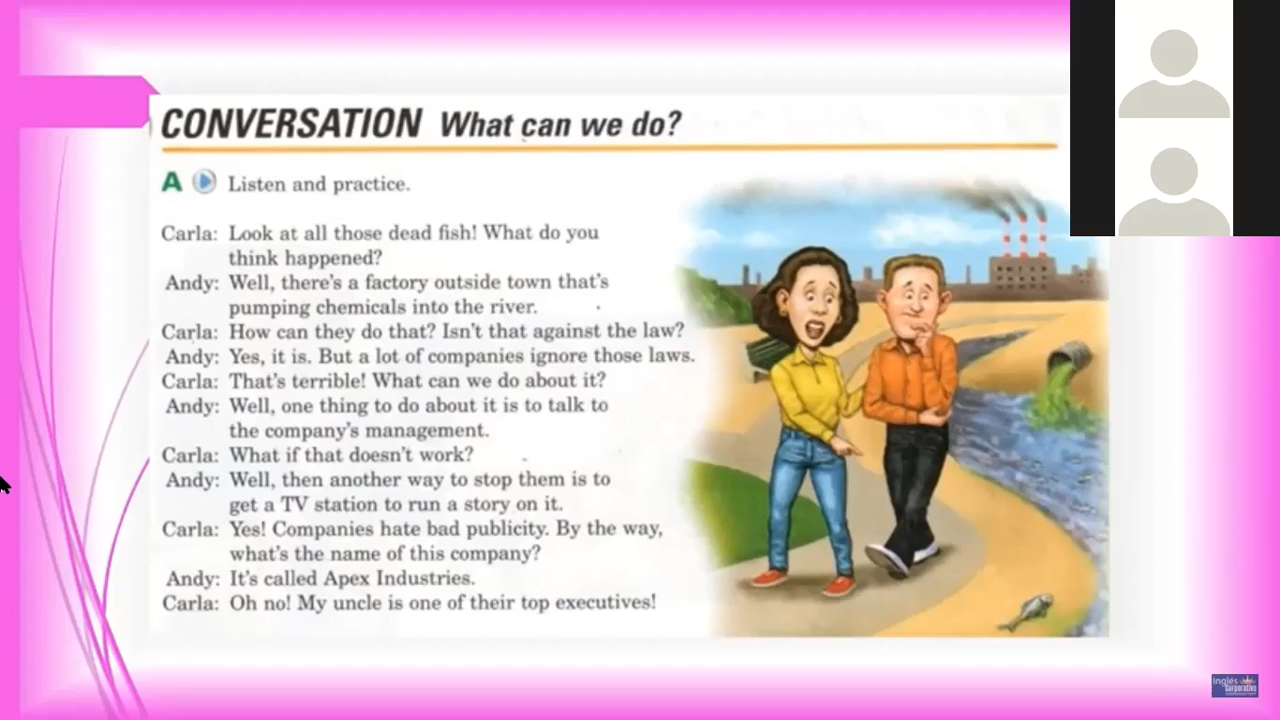 CONVERSATION What can we do?
A Listen and practice.
Carla: Look at all those dead fish! What do you
think happened?
Andy: Well, there's a factory outside town that's
pumping chemicals into the river.
Carla: How can they do that? Isn't that against the law?
Andy: Yes, it is. But a lot of companies ignore those laws.
Carla: That's terrible! What can we do about it?
Andy: Well, one thing to do about it is to talk to
the company's management.
Carla: What if that doesn't work?
Andy: Well, then another way to stop them is to
get a TV station to run a story on it.
Carla: Yes! Companies hate bad publicity. By the way,
what's the name of this company?
Andy: It's called Apex Industries.
Carla: Oh no! My uncle is one of their top executives!
Inglés
Corporativo